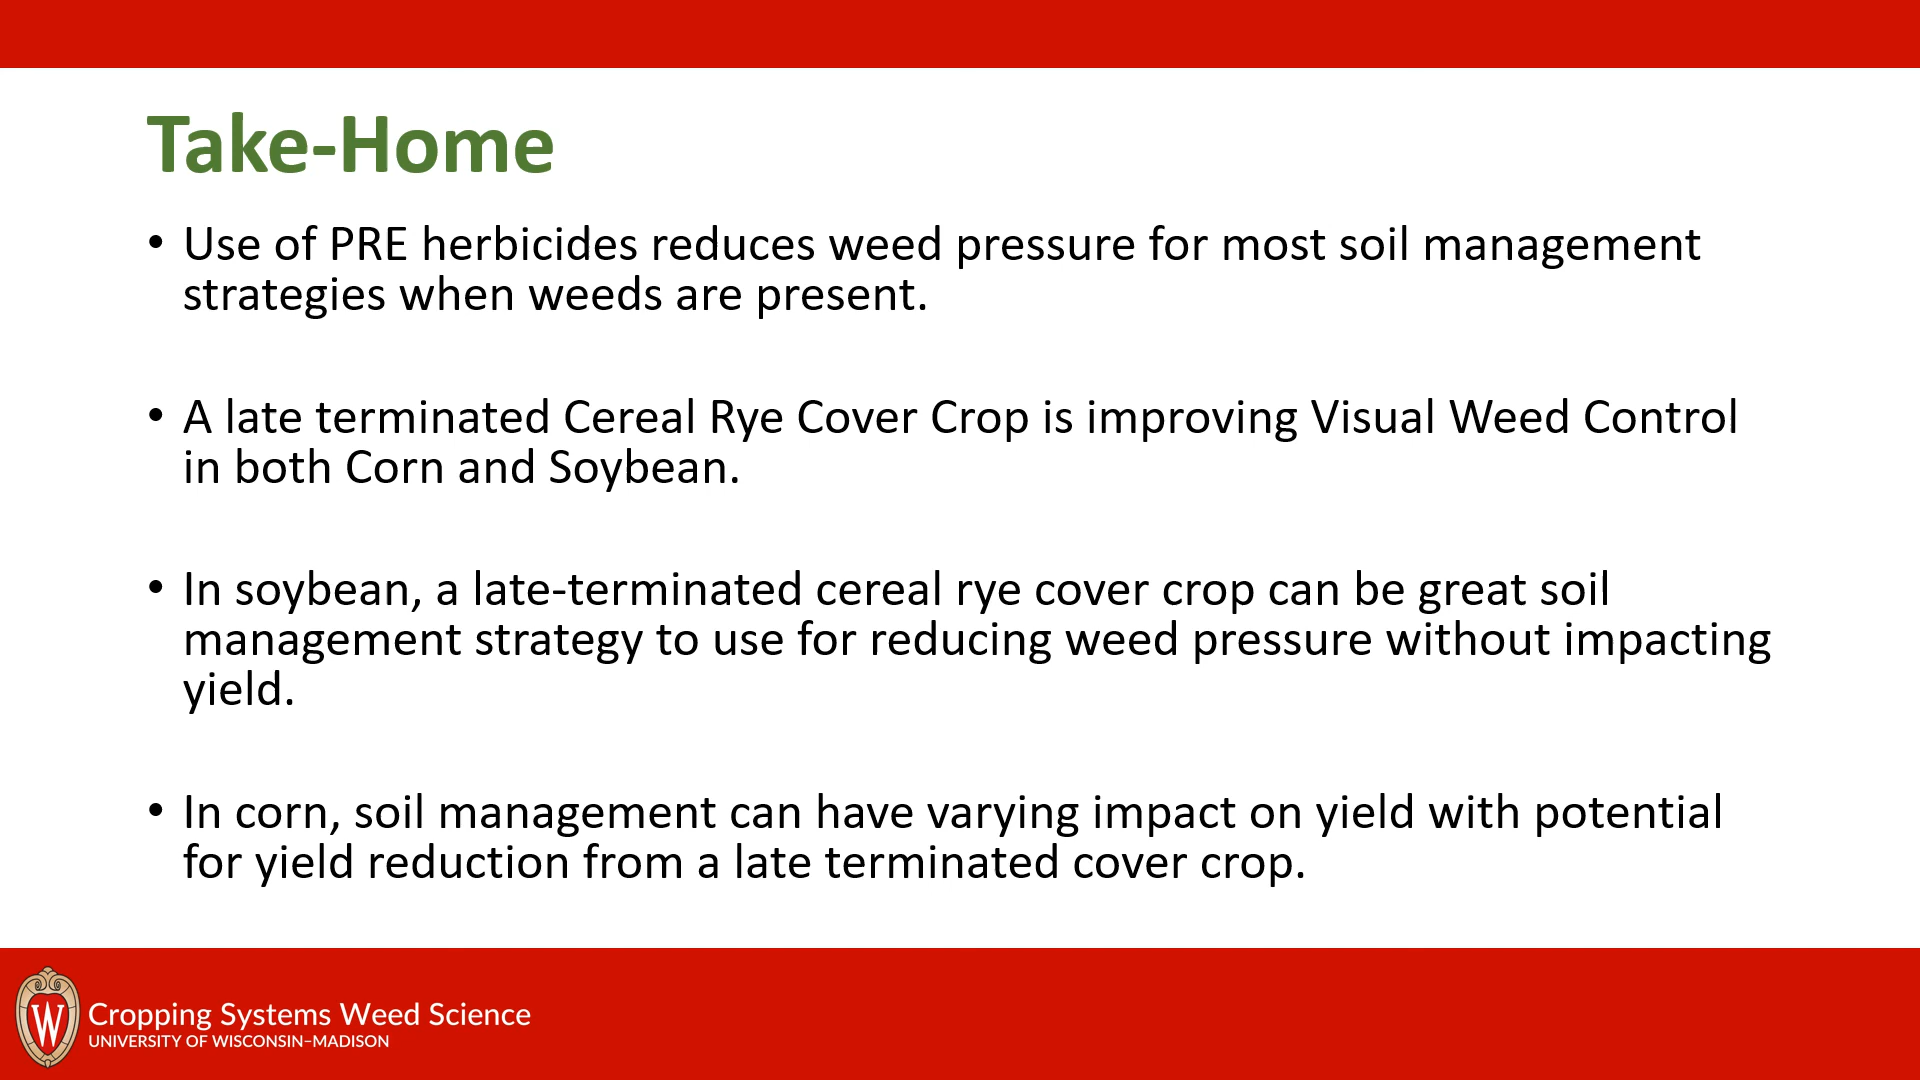 Take-Home
• Use of PRE herbicides reduces weed pressure for most soil management
strategies when weeds are present.
• A late terminated Cereal Rye Cover Crop is improving Visual Weed Control
in both Corn and Soybean.
• In soybean, a late-terminated cereal rye cover crop can be great soil
management strategy to use for reducing weed pressure without impacting
yield.
• In corn, soil management can have varying impact on yield with potential
for yield reduction from a late terminated cover crop.
W
Cropping Systems Weed Science
UNIVERSITY OF WISCONSIN–MADISON